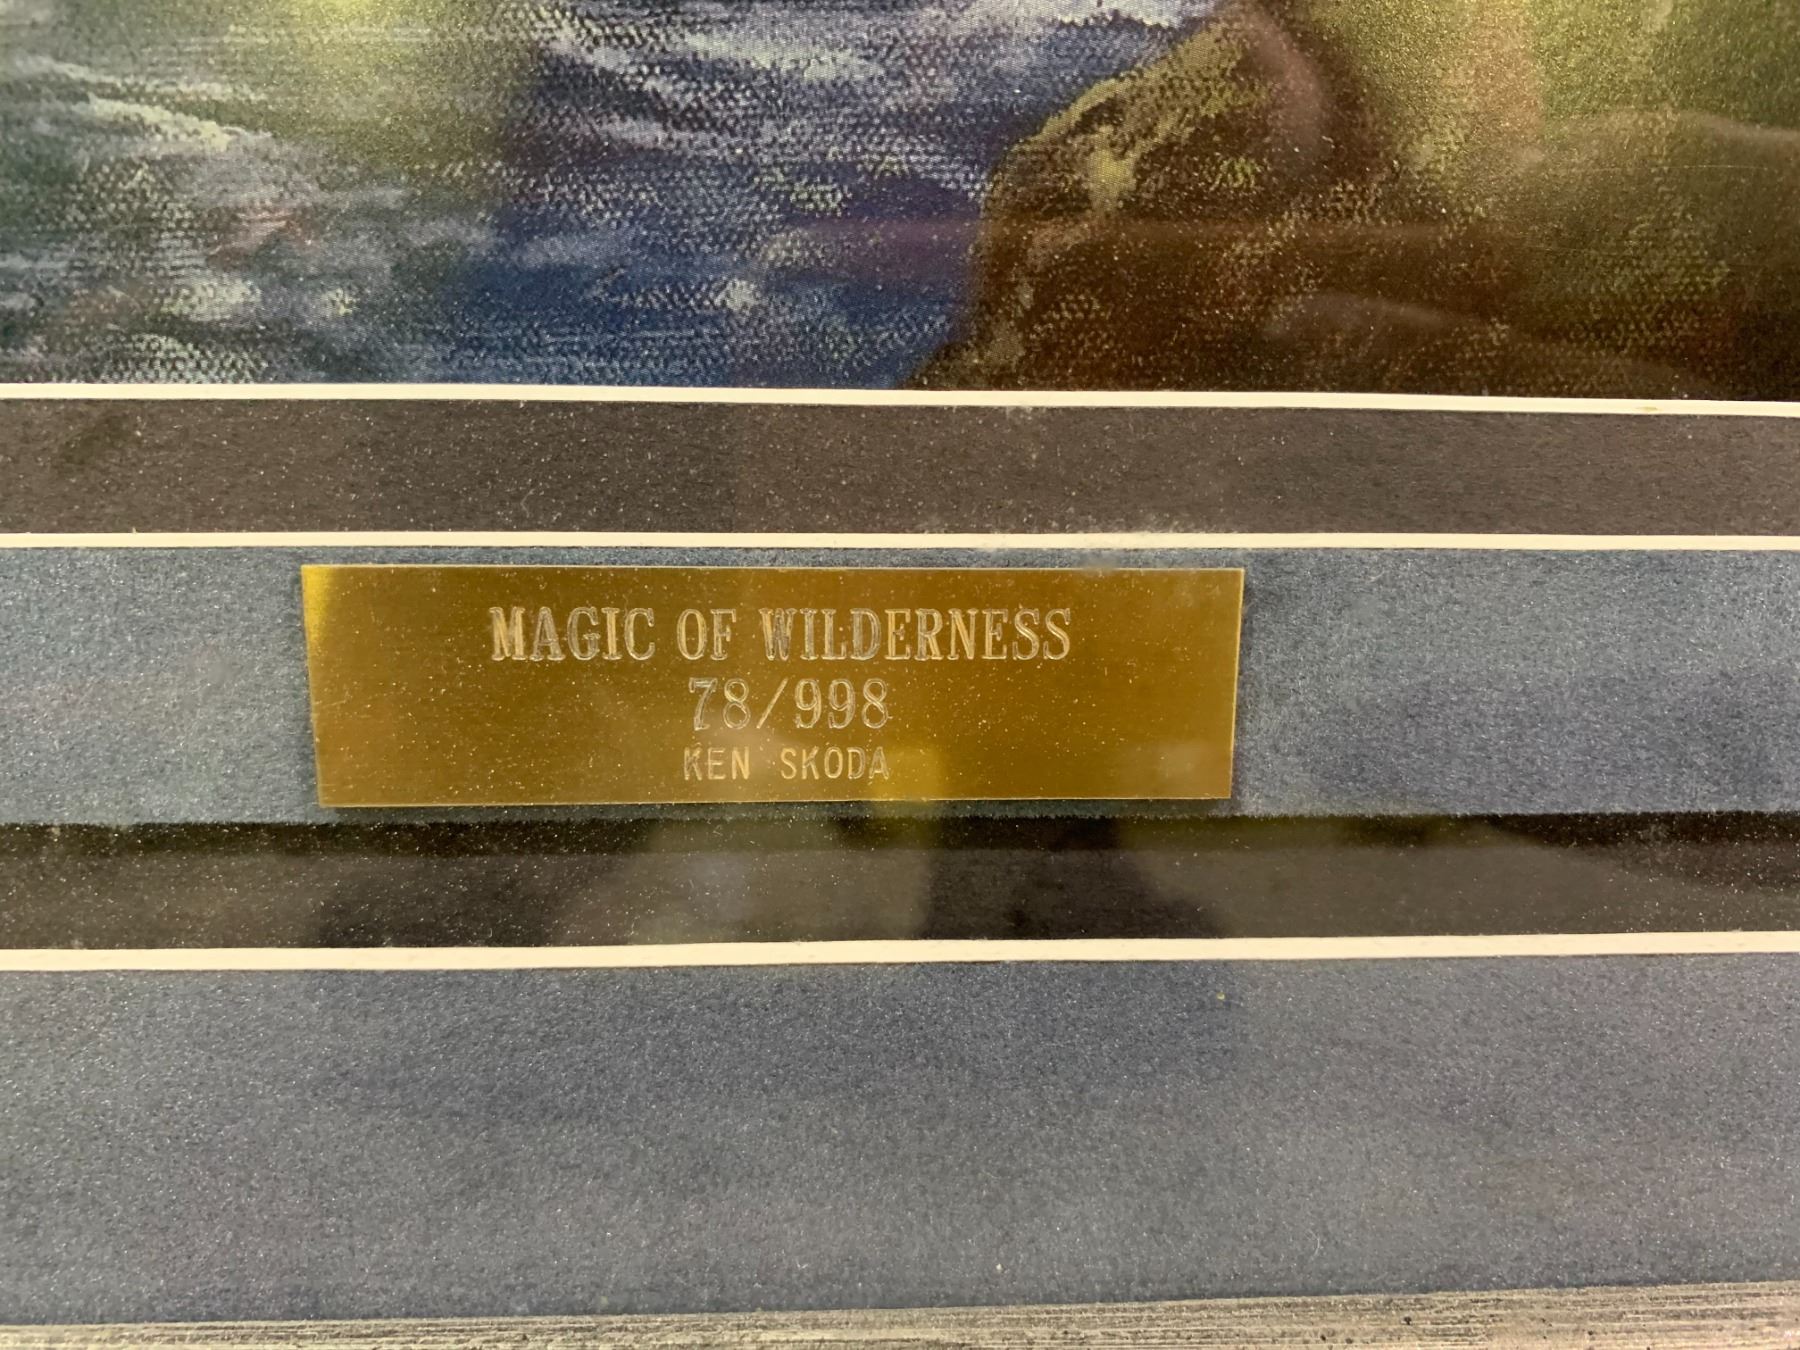 MAGIC OF WILDERNESS
78/998
KEN SKODA